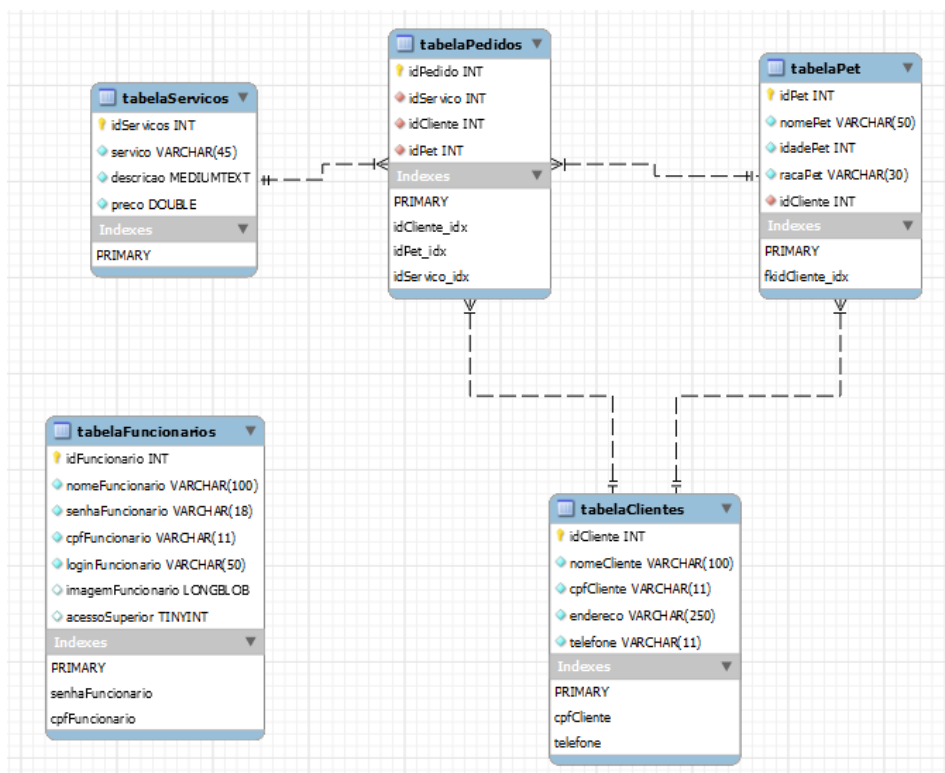 tabelaServicos
idServicos INT
servico VARCHAR(45)
descricao MEDIUMTEXT
preco DOUBLE
Indexes
PRIMARY
tabelaPedidos
idPedido INT
idServico INT
idCliente INT
idPet INT
Indexes
PRIMARY
idCliente_idx
idPet_idx
idServico_idx
tabelaPet
idPet INT
nomePet VARCHAR(50)
idadePet INT
racaPet VARCHAR(30)
idCliente INT
Indexes
PRIMARY
fkidCliente_idx
tabelaFuncionarios
idFuncionario INT
nomeFuncionario VARCHAR(100)
senhaFuncionario VARCHAR(18)
cpfFuncionario VARCHAR(11)
loginFuncionario VARCHAR(50)
imagemFuncionario LONGBLOB
acessoSuperior TINYINT
Indexes
PRIMARY
senhaFuncionario
cpfFuncionario
tabelaClientes
idCliente INT
nomeCliente VARCHAR(100)
cpfCliente VARCHAR(11)
endereco VARCHAR(250)
telefone VARCHAR(11)
Indexes
PRIMARY
cpfCliente
telefone